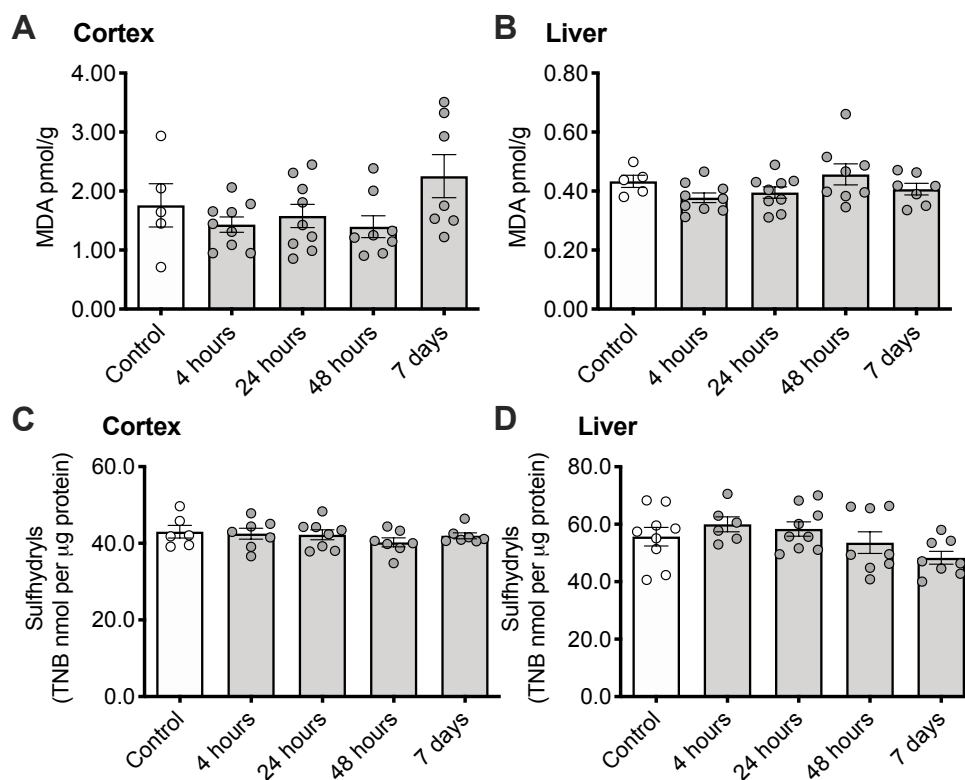 A Cortex
MDA pmol/g
4.00
3.00
2.00
1.00
0.00
Control
4 hours
24 hours
48 hours
7 days
B Liver
MDA pmol/g
0.80
0.60
0.40
0.20
0.00
Control
4 hours
24 hours
48 hours
7 days
C Cortex
Sulfhydryls
(TNB nmol per µg protein)
60.0
40.0
20.0
0.0
Control
4 hours
24 hours
48 hours
7 days
D Liver
Sulfhydryls
(TNB nmol per µg protein)
80.0
60.0
40.0
20.0
0.0
Control
4 hours
24 hours
48 hours
7 days